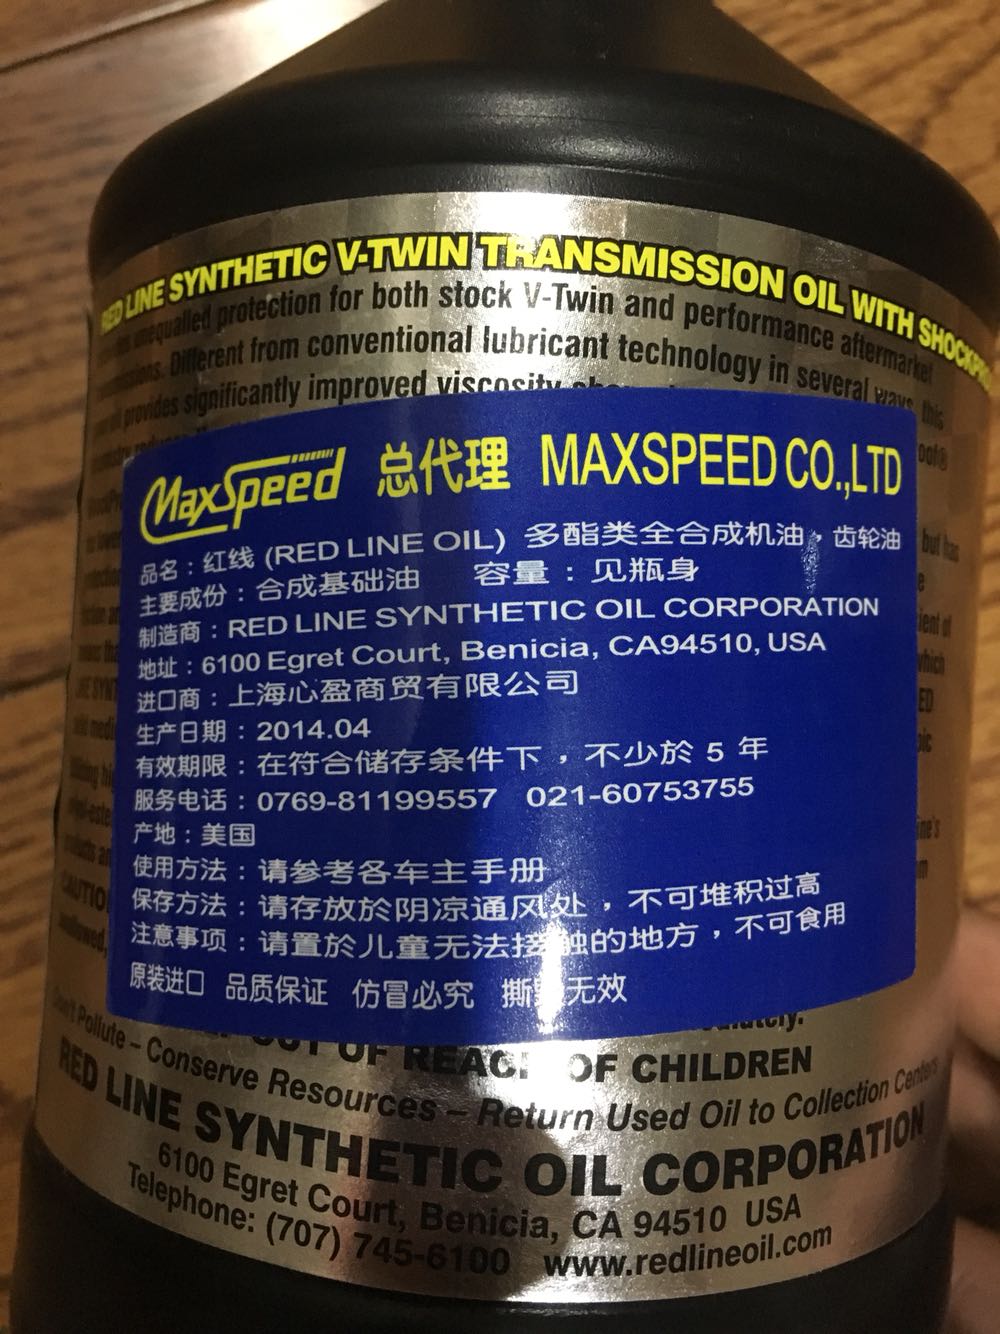 RED LINE SYNTHETIC V-TWIN TRANSMISSION OIL WITH
unequalled protection for both stock V-Twin and performance aftermarket
Different from conventional lubricant technology in several ways, this
oil provides significantly improved viscosity
MaxSpeed 总代理 MAXSPEED CO.,LTD
品名：红线 (RED LINE OIL) 多酯类全合成机油，齿轮油
主要成份：合成基础油 容量：见瓶身
制造商：RED LINE SYNTHETIC OIL CORPORATION
地址：6100 Egret Court, Benicia, CA94510, USA
进口商：上海心盈商贸有限公司
生产日期：2014.04
有效期限：在符合储存条件下，不少於 5 年
服务电话：0769-81199557 021-60753755
产地：美国
使用方法：请参考各车主手册
保存方法：请存放於阴凉通风处，不可堆积过高
注意事项：请置於儿童无法接触的地方，不可食用
原装进口 品质保证 仿冒必究 撕毁无效
OUT OF REACH OF CHILDREN
Don't Pollute – Conserve Resources – Return Used Oil to Collection Centers
RED LINE SYNTHETIC OIL CORPORATION
6100 Egret Court, Benicia, CA 94510 USA
Telephone: (707) 745-6100 www.redlineoil.com